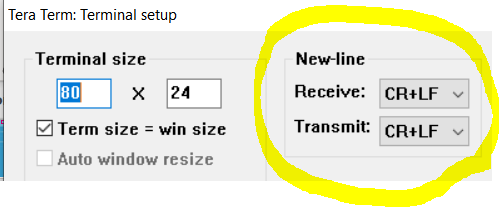 Tera Term: Terminal setup
Terminal size
80 X 24
Term size = win size
Auto window resize
New-line
Receive: CR+LF
Transmit: CR+LF